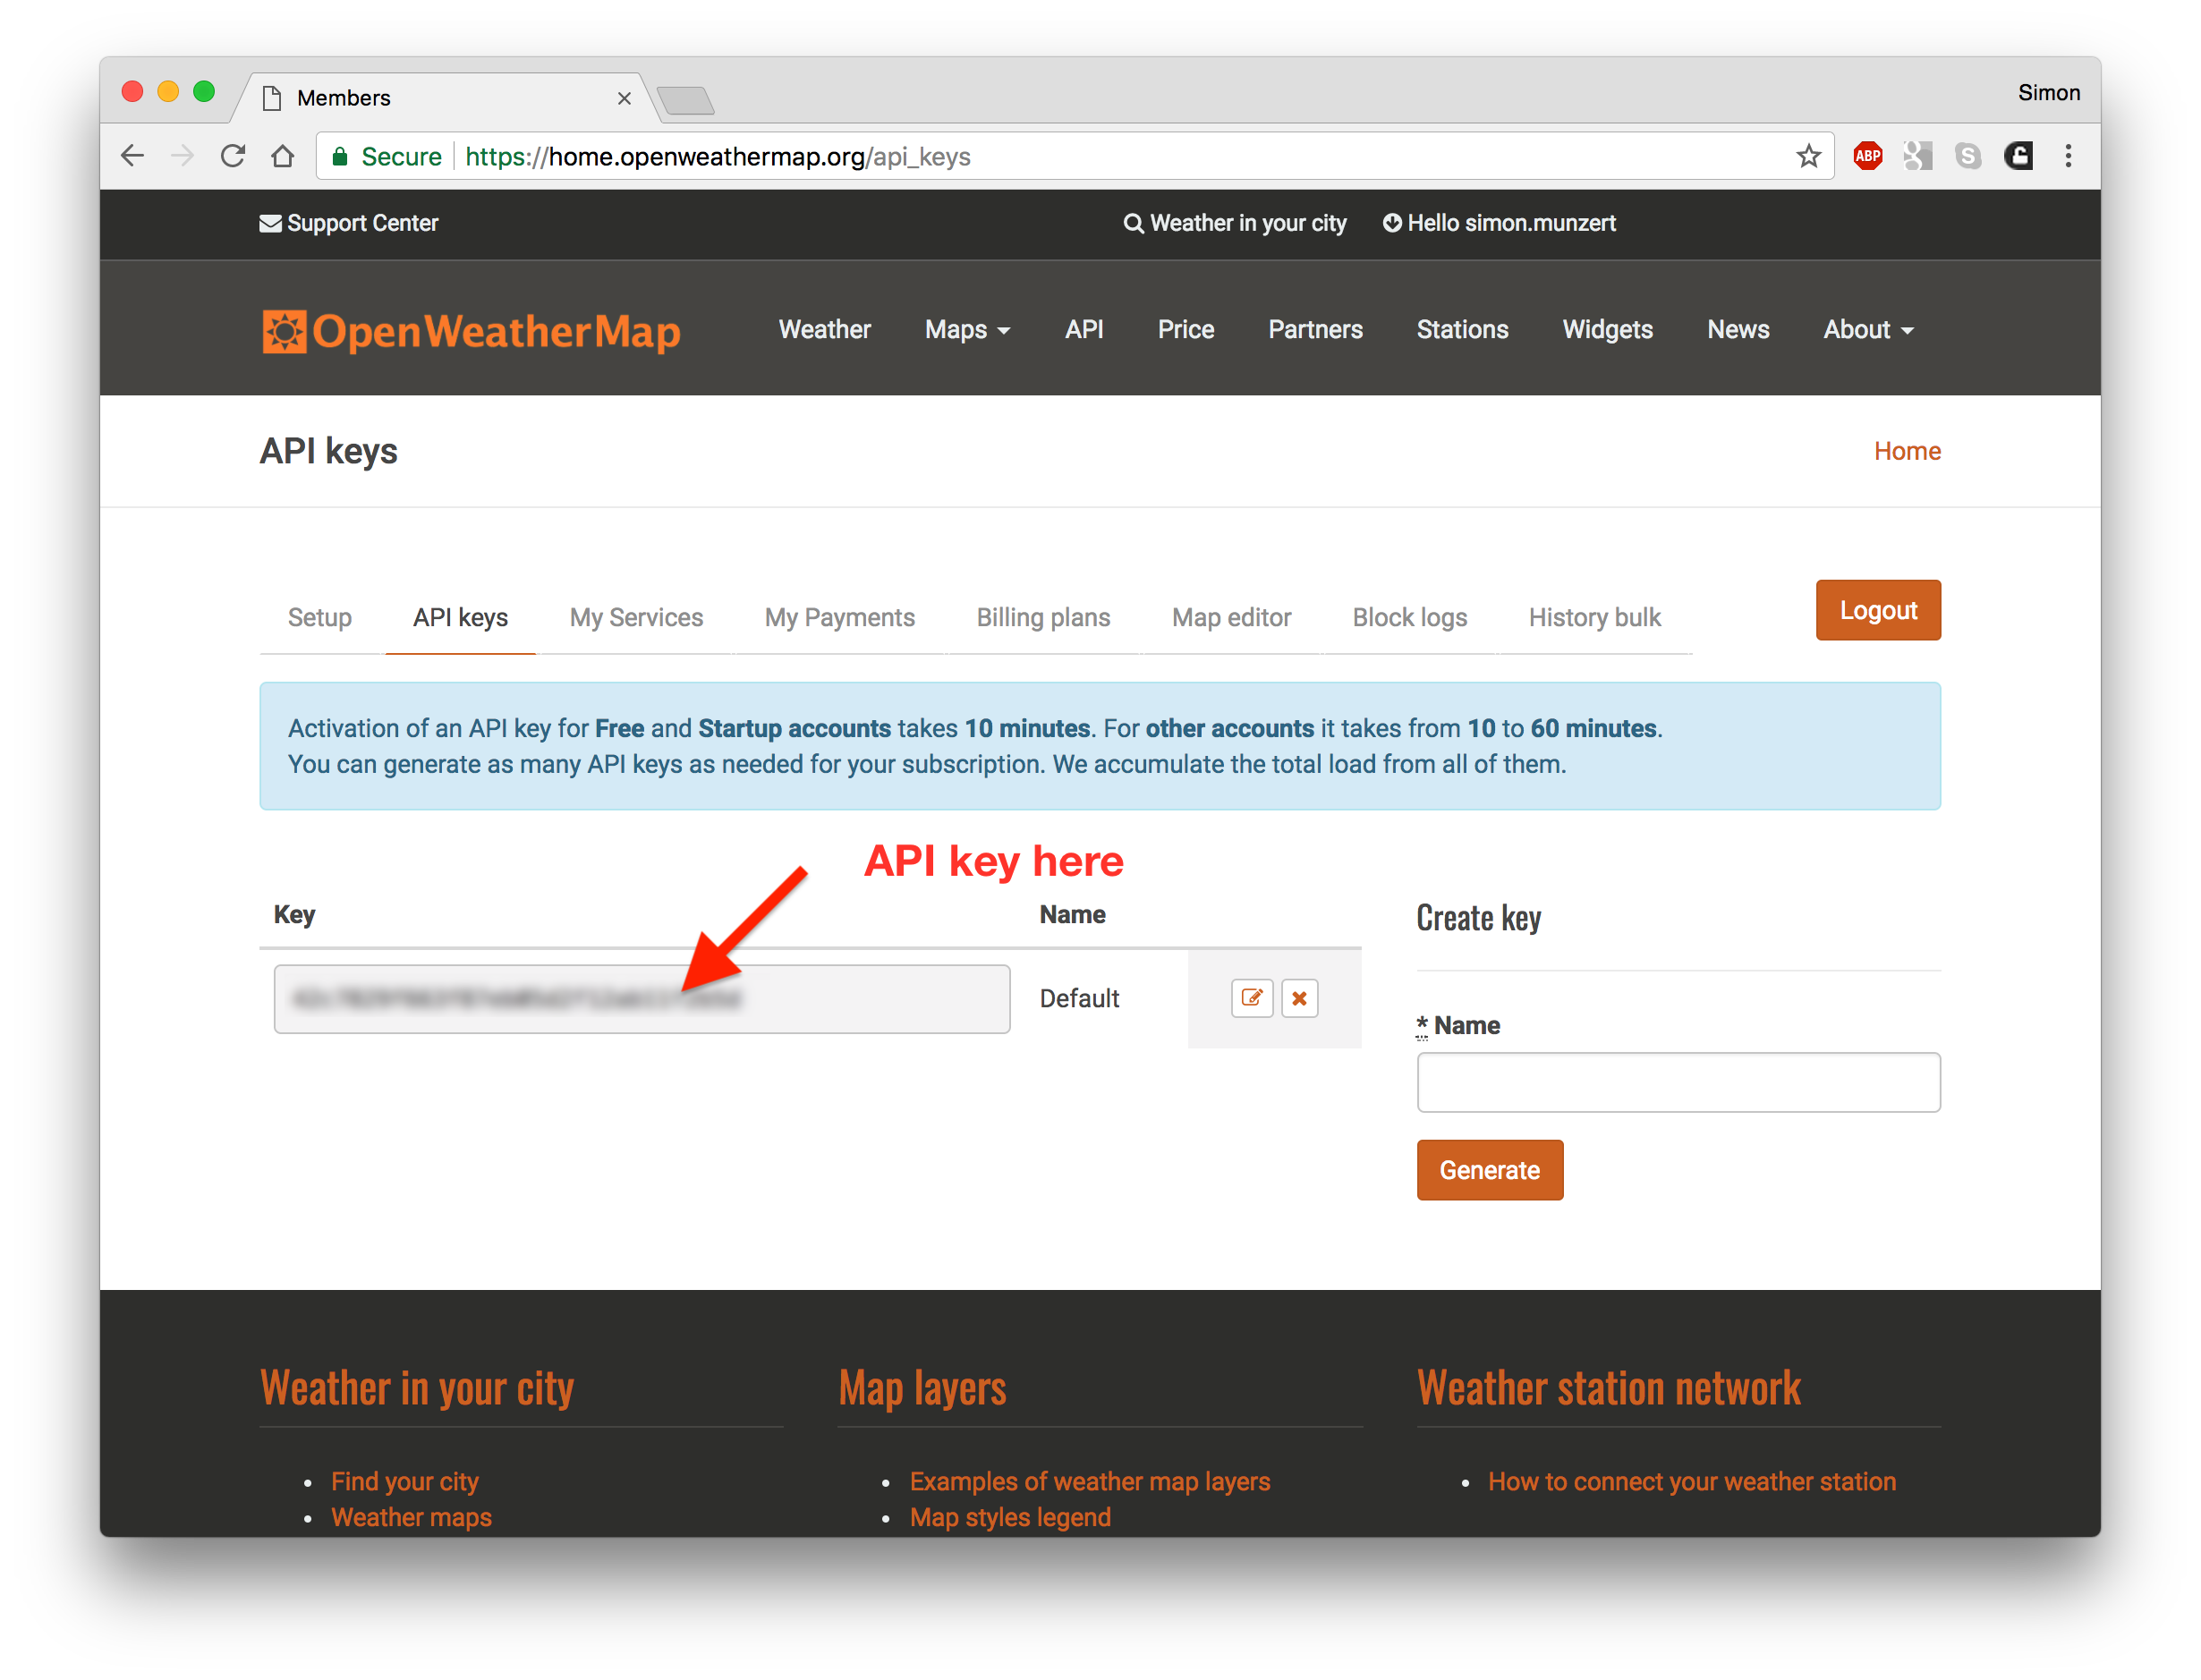 Members
Simon
Secure https://home.openweathermap.org/api_keys
ABP
Support Center
Weather in your city
Hello simon.munzert
OpenWeatherMap
Weather
Maps
API
Price
Partners
Stations
Widgets
News
About
API keys
Home
Setup
API keys
My Services
My Payments
Billing plans
Map editor
Block logs
History bulk
Logout
Activation of an API key for Free and Startup accounts takes 10 minutes. For other accounts it takes from 10 to 60 minutes.
You can generate as many API keys as needed for your subscription. We accumulate the total load from all of them.
API key here
Key
Name
Default
Create key
* Name
Generate
Weather in your city
Find your city
Weather maps
Map layers
Examples of weather map layers
Map styles legend
Weather station network
How to connect your weather station